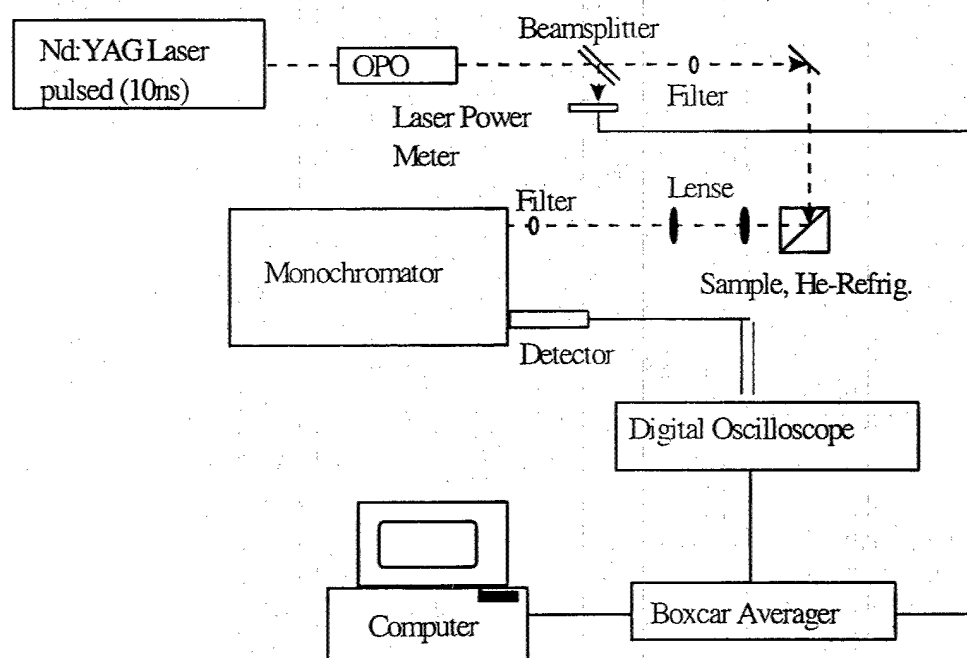 Beamsplitter
Nd:YAG Laser
pulsed (10ns)
OPO
Filter
Laser Power
Meter
Filter
Lense
Monochromator
Sample, He-Refrig.
Detector
Digital Oscilloscope
Boxcar Averager
Computer